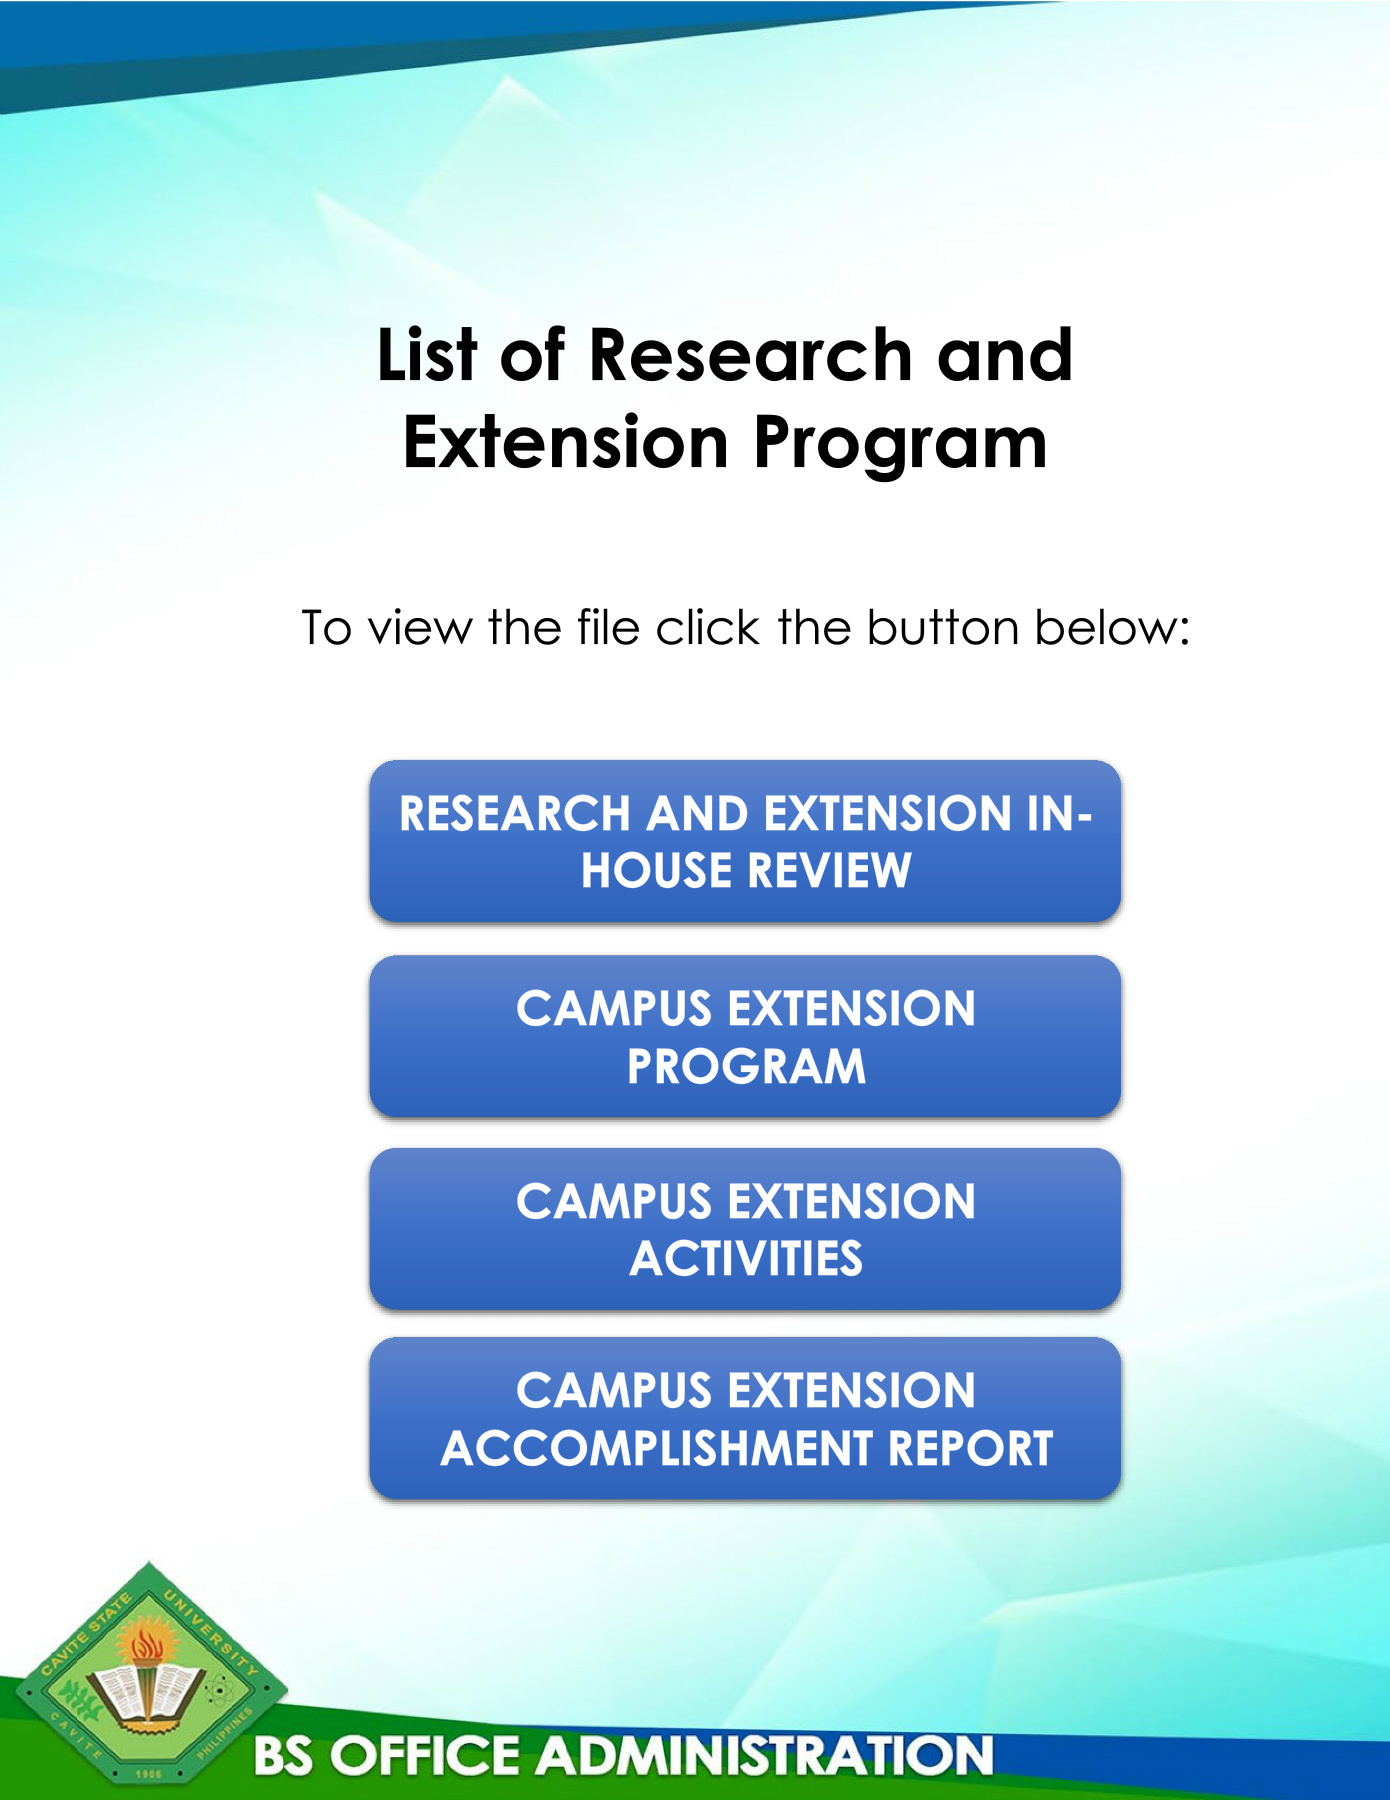 List of Research and
Extension Program
To view the file click the button below:
RESEARCH AND EXTENSION IN-
HOUSE REVIEW
CAMPUS EXTENSION
PROGRAM
CAMPUS EXTENSION
ACTIVITIES
CAMPUS EXTENSION
ACCOMPLISHMENT REPORT
CAVITE STATE UNIVERSITY
CAVITE PHILIPPINES
1906
BS OFFICE ADMINISTRATION